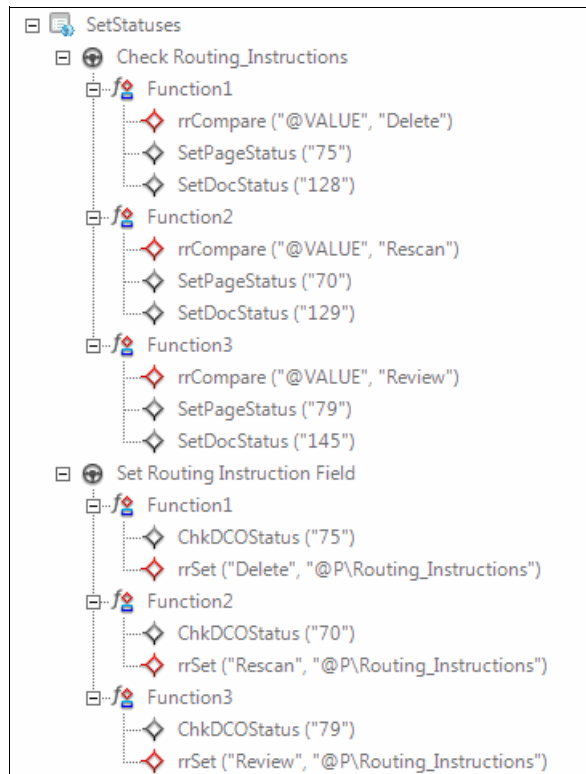 SetStatuses
Check Routing_Instructions
Function1
rrCompare ("@VALUE", "Delete")
SetPageStatus ("75")
SetDocStatus ("128")
Function2
rrCompare ("@VALUE", "Rescan")
SetPageStatus ("70")
SetDocStatus ("129")
Function3
rrCompare ("@VALUE", "Review")
SetPageStatus ("79")
SetDocStatus ("145")
Set Routing Instruction Field
Function1
ChkDCOStatus ("75")
rrSet ("Delete", "@P\Routing_Instructions")
Function2
ChkDCOStatus ("70")
rrSet ("Rescan", "@P\Routing_Instructions")
Function3
ChkDCOStatus ("79")
rrSet ("Review", "@P\Routing_Instructions")